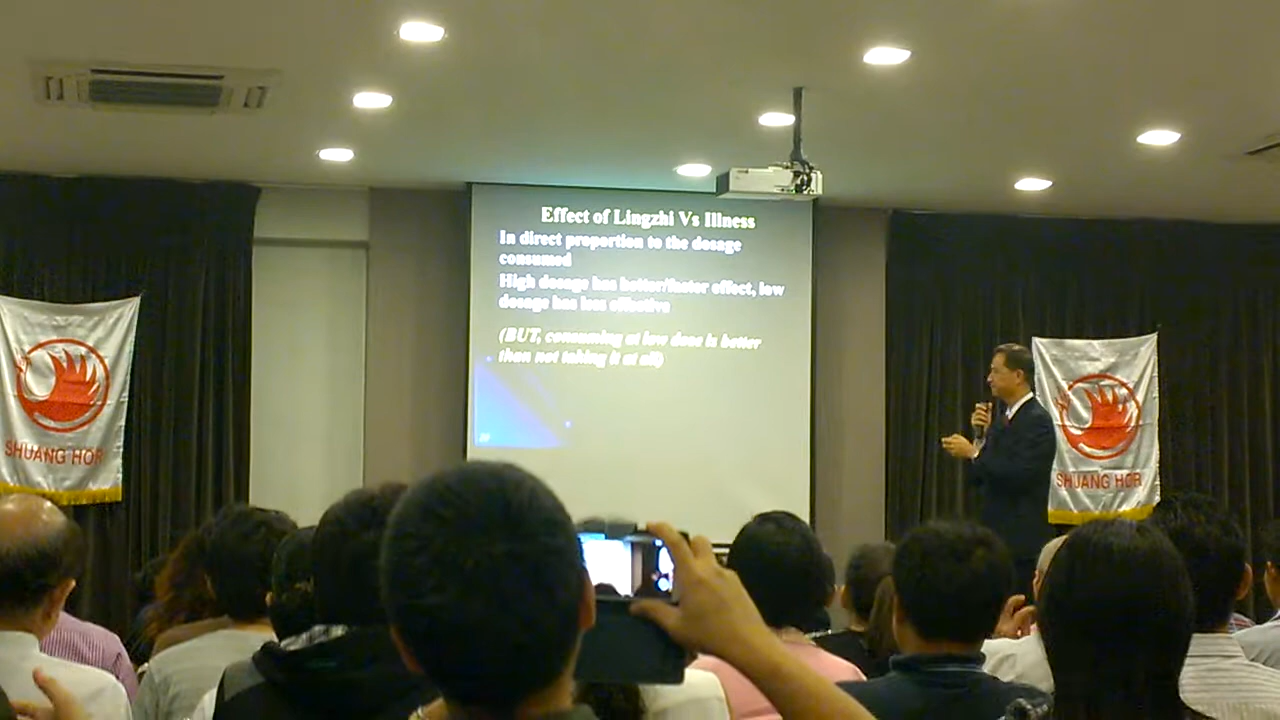 Effect of Lingzhi Vs Illness
In direct proportion to the dosage
consumed
High dosage has better/faster effect, low
dosage has less effective
(BUT, consuming at low dose is better
than not taking it at all)
SHUANG HOR
SHUANG HOR